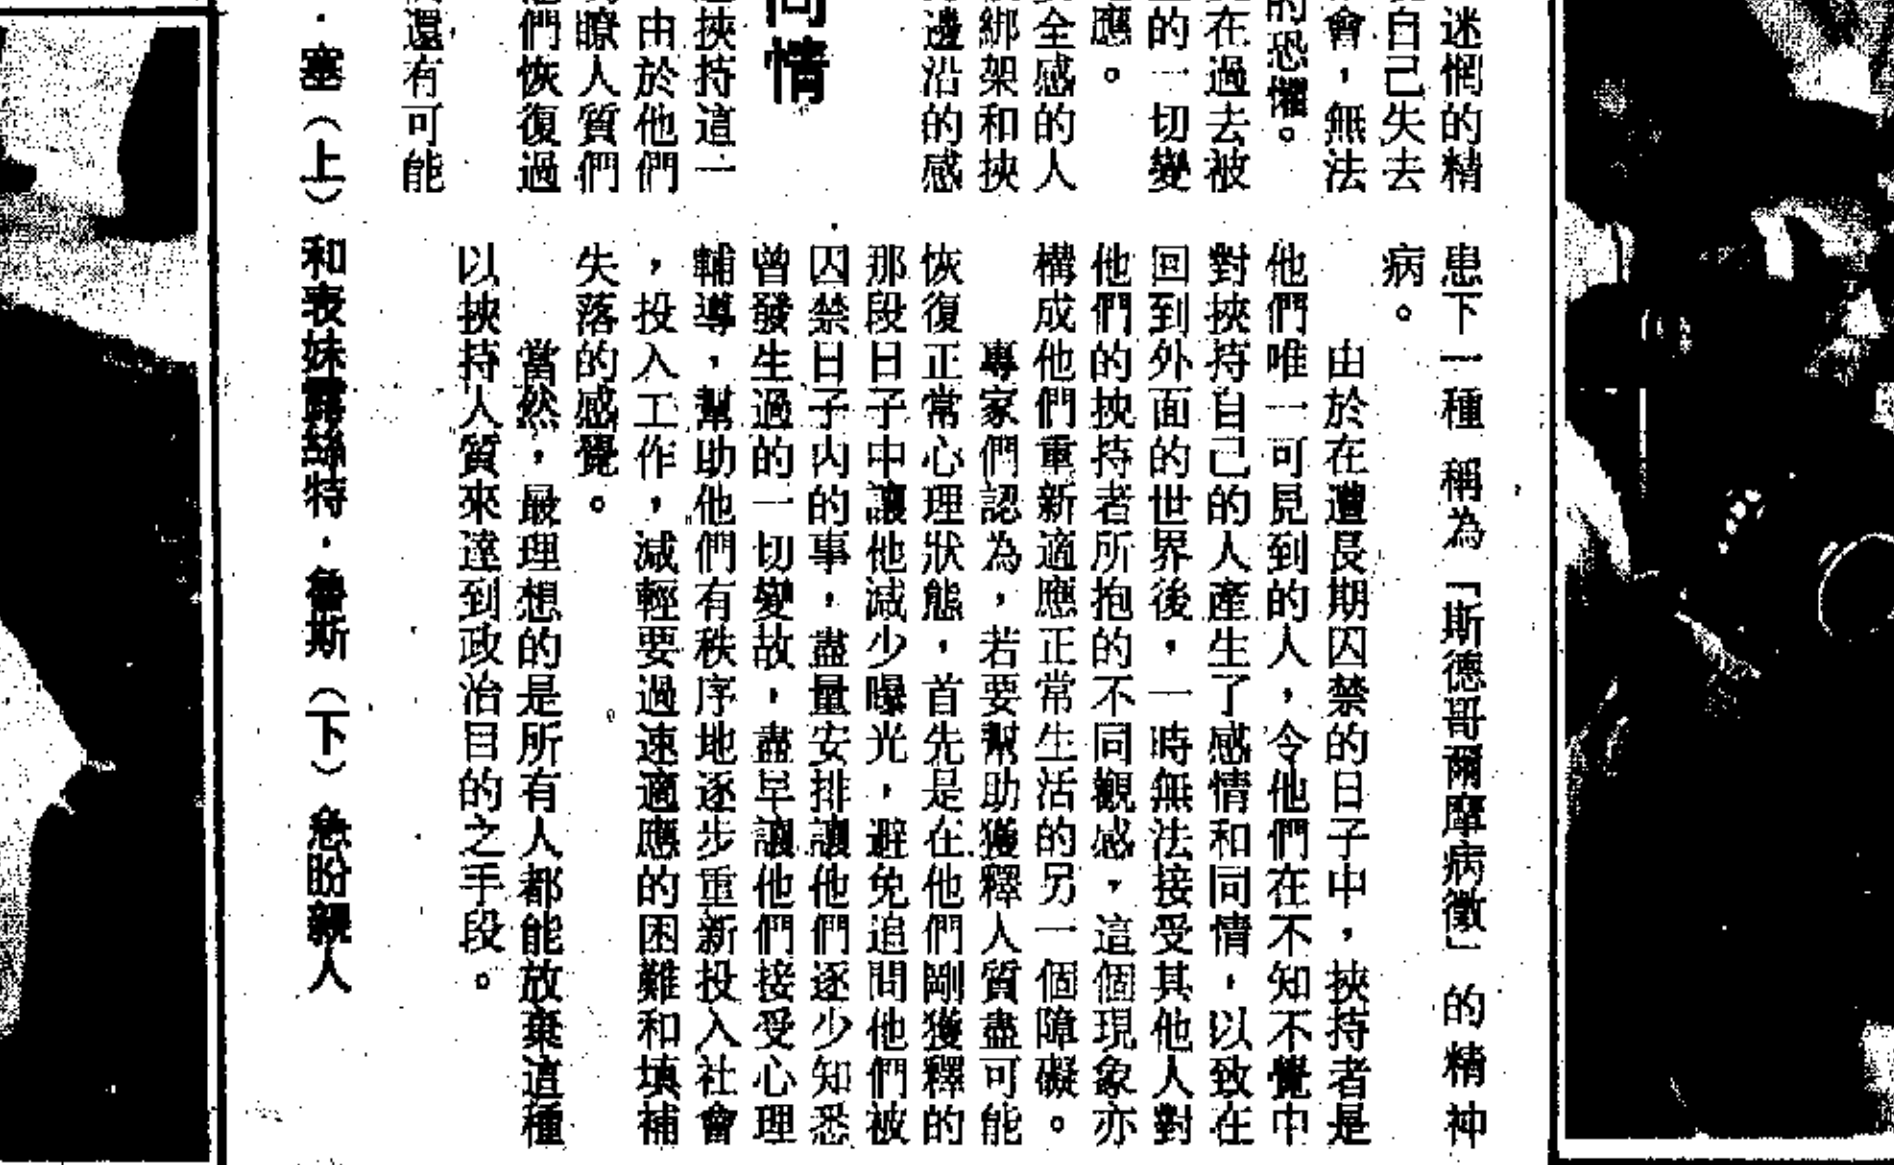 迷惘的精
自己失去
會，無法
的恐懼。
在過去被
的一切變
應。
全感的人
綁架和挾
邊沿的感
情
挾持這一
由於他們
瞭人質們
們恢復過
還有可能
患下一種稱為「斯德哥爾摩病徵」的精神
病。
由於在遭長期囚禁的日子中，挾持者是
他們唯一可見到的人，令他們在不知不覺中
對挾持自己的人產生了感情和同情，以致在
回到外面的世界後，一時無法接受其他人對
他們的挾持者所抱的不同觀感，這個現象亦
構成他們重新適應正常生活的另一個障礙。
專家們認為，若要幫助獲釋人質盡可能
恢復正常心理狀態，首先是在他們剛獲釋的
那段日子中讓他減少曝光，避免追問他們被
囚禁日子內的事，盡量安排讓他們逐少知悉
曾發生過的一切變故，盡早讓他們接受心理
輔導，幫助他們有秩序地逐步重新投入社會
，投入工作，減輕要過速適應的困難和填補
失落的感覺。
當然，最理想的是所有人都能放棄這種
以挾持人質來達到政治目的之手段。
．塞（上）和表妹露絲特．魯斯（下）急盼親人